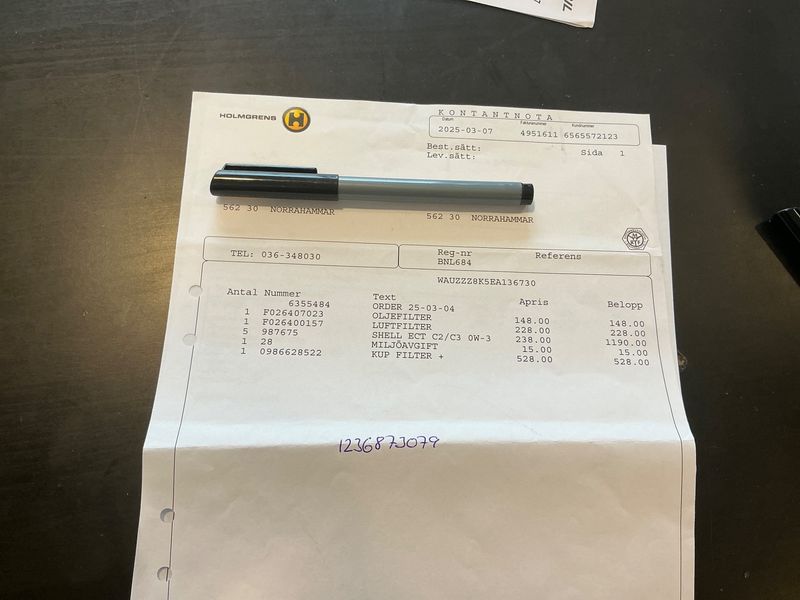 HOLMGRENS H
KONTANTNOTA
Datum Fakturanummer Kundnummer
2025-03-07 4951611 6565572123
Best.sätt:
Lev.sätt: Sida 1
562 30 NORRAHAMMAR 562 30 NORRAHAMMAR
TEL: 036-348030 Reg-nr Referens
BNL684
WAUZZZ8K5EA136730
Antal Nummer Text Apris Belopp
6355484 ORDER 25-03-04
1 F026407023 OLJEFILTER 148.00 148.00
1 F026400157 LUFTFILTER 228.00 228.00
5 987675 SHELL ECT C2/C3 0W-3 238.00 1190.00
1 28 MILJÖAVGIFT 15.00 15.00
1 0986628522 KUP FILTER + 528.00 528.00
1236873079